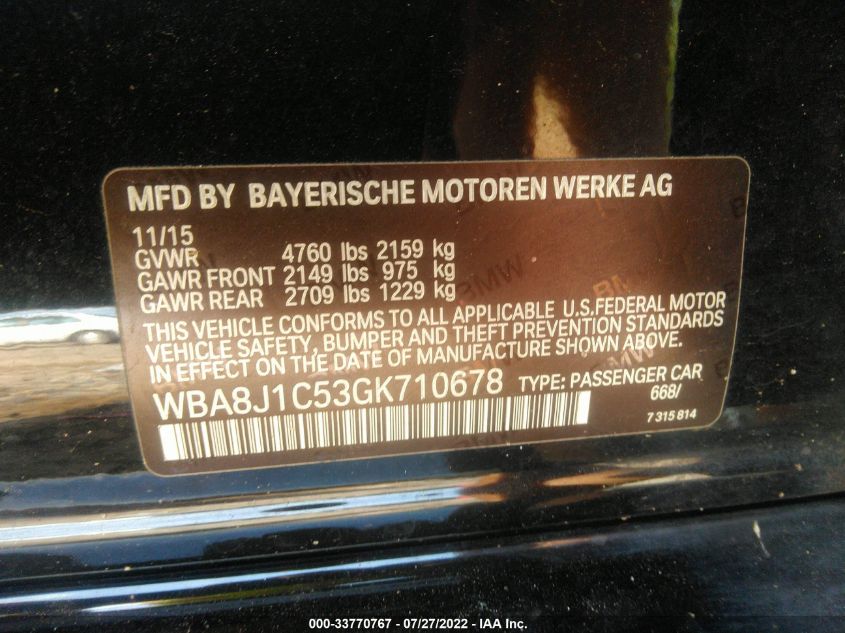 MFD BY BAYERISCHE MOTOREN WERKE AG
11/15
GVWR 4760 lbs 2159 kg
GAWR FRONT 2149 lbs 975 kg
GAWR REAR 2709 lbs 1229 kg
THIS VEHICLE CONFORMS TO ALL APPLICABLE U.S.FEDERAL MOTOR
VEHICLE SAFETY, BUMPER AND THEFT PREVENTION STANDARDS
IN EFFECT ON THE DATE OF MANUFACTURE SHOWN ABOVE.
WBA8J1C53GK710678 TYPE: PASSENGER CAR
668/
7 315 814
000-33770767 / 07/27/2022 - IAA Inc.